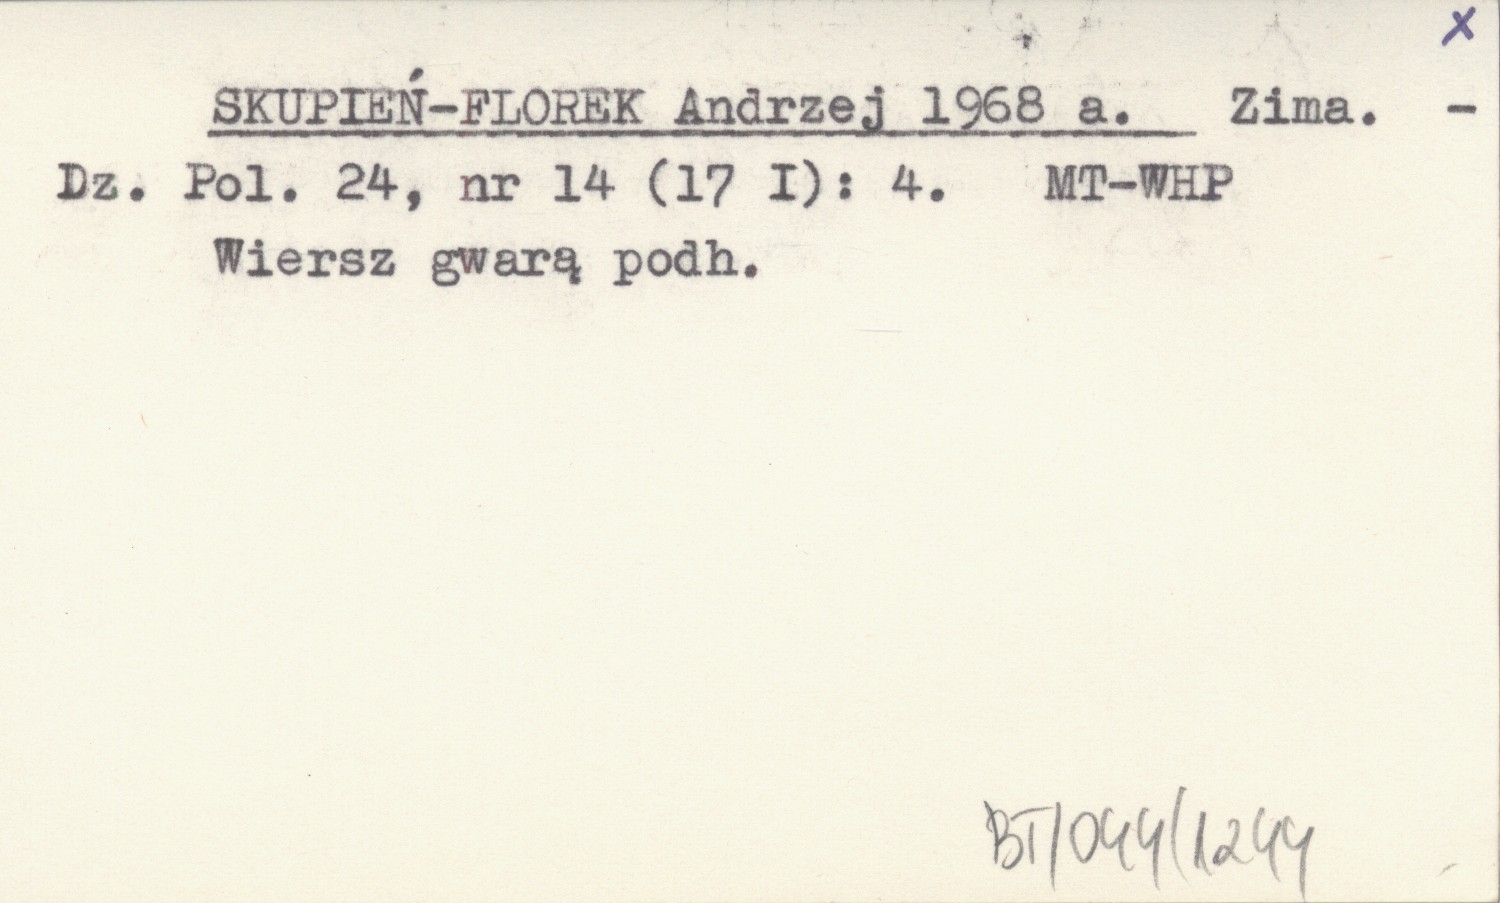 x
SKUPIEŃ-FLOREK Andrzej 1968 a. Zima. -
Dz. Pol. 24, nr 14 (17 I): 4. MT-WHP
Wiersz gwarą podh.
BT/044/1244